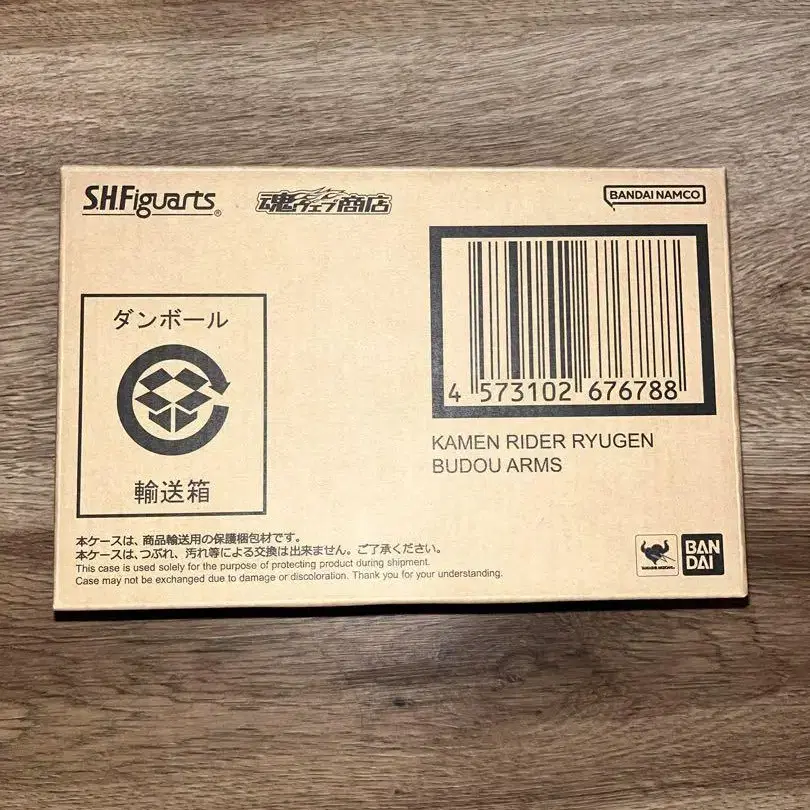 S.H.Figuarts®
魂ウェブ商店
BANDAI NAMCO
ダンボール
輸送箱
4 573102 676788
KAMEN RIDER RYUGEN
BUDOU ARMS
本ケースは、商品輸送用の保護梱包材です。
本ケースは、つぶれ、汚れ等による交換は出来ません。ご了承ください。
This case is used solely for the purpose of protecting product during shipment.
Case may not be exchanged due to damage or discoloration. Thank you for your understanding.
BAN
DAI